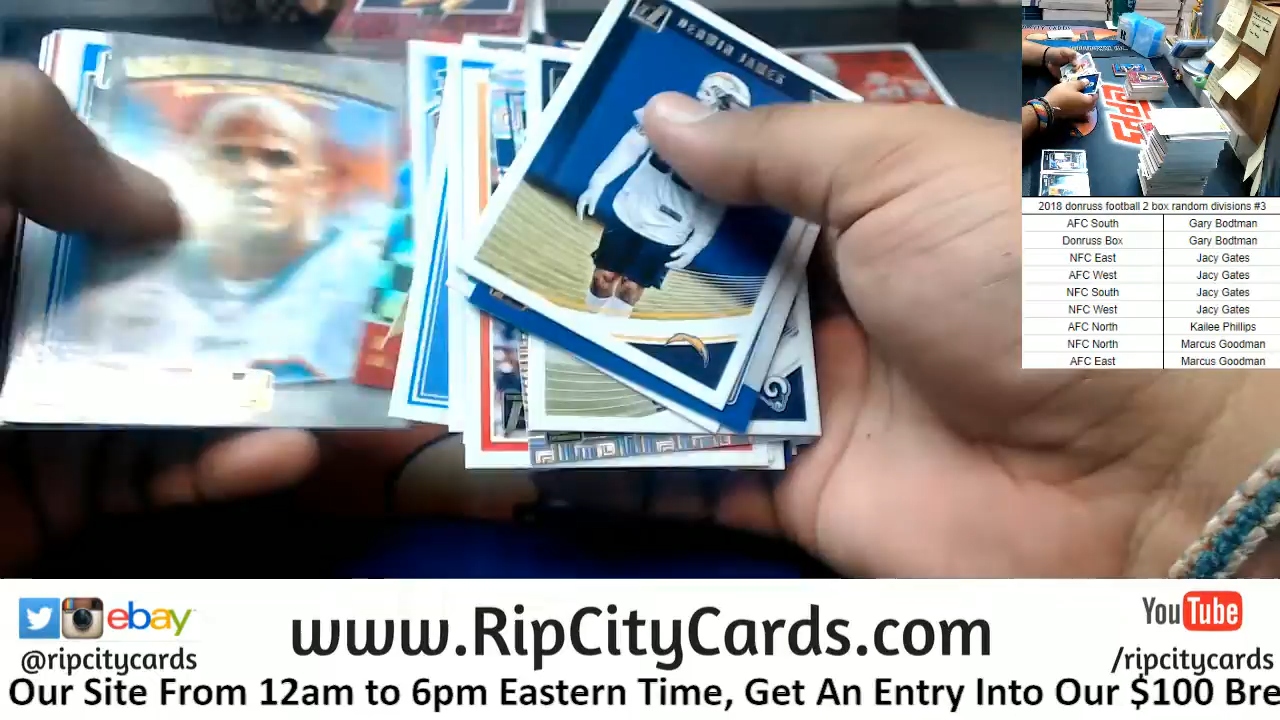 DERWIN JAMES
2018 donruss football 2 box random divisions #3
AFC South Gary Bodtman
Donruss Box Gary Bodtman
NFC East Jacy Gates
AFC West Jacy Gates
NFC South Jacy Gates
NFC West Jacy Gates
AFC North Kailee Phillips
NFC North Marcus Goodman
AFC East Marcus Goodman
ebay
@ripcitycards
www.RipCityCards.com
YouTube
/ripcitycards
Our Site From 12am to 6pm Eastern Time, Get An Entry Into Our $100 Bre